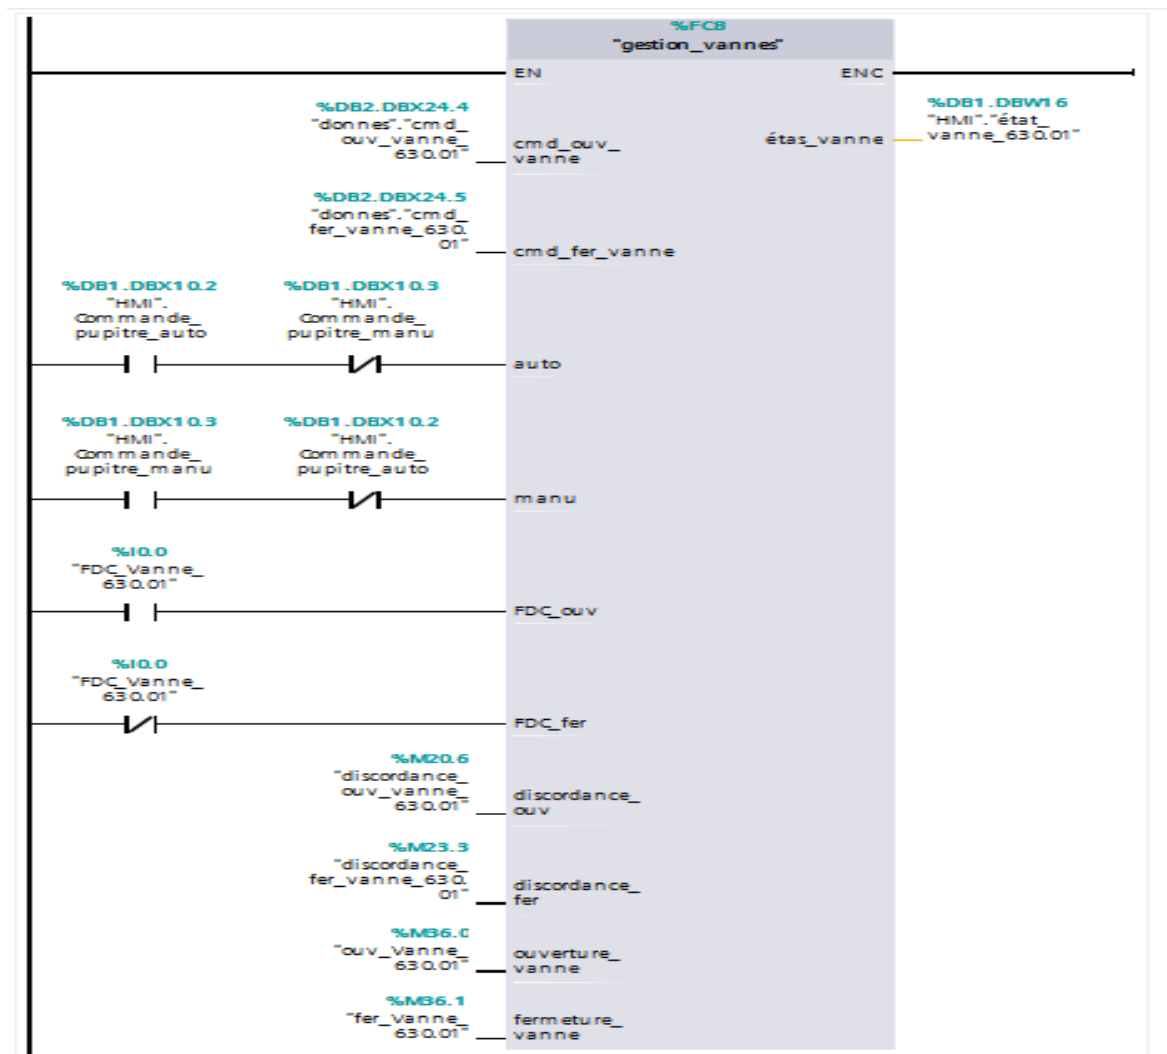 %FC8
"gestion_vannes"
EN
ENC
%DB2.DBX24.4
"donnes"."cmd_
ouv_vanne_
630.01"
cmd_ouv_
vanne
étas_vanne
%DB1.DBW16
"HMI"."état_
vanne_630.01"
%DB2.DBX24.5
"donnes"."cmd_
fer_vanne_630.
01"
cmd_fer_vanne
%DB1.DBX10.2
"HMI".
Commande_
pupitre_auto
%DB1.DBX10.3
"HMI".
Commande_
pupitre_manu
auto
%DB1.DBX10.3
"HMI".
Commande_
pupitre_manu
%DB1.DBX10.2
"HMI".
Commande_
pupitre_auto
manu
%I0.0
"FDC_Vanne_
630.01"
FDC_ouv
%I0.0
"FDC_Vanne_
630.01"
FDC_fer
%M20.6
"discordance_
ouv_vanne_
630.01"
discordance_
ouv
%M23.3
"discordance_
fer_vanne_630.
01"
discordance_
fer
%M36.0
"ouv_Vanne_
630.01"
ouverture_
vanne
%M36.1
"fer_Vanne_
630.01"
fermeture_
vanne